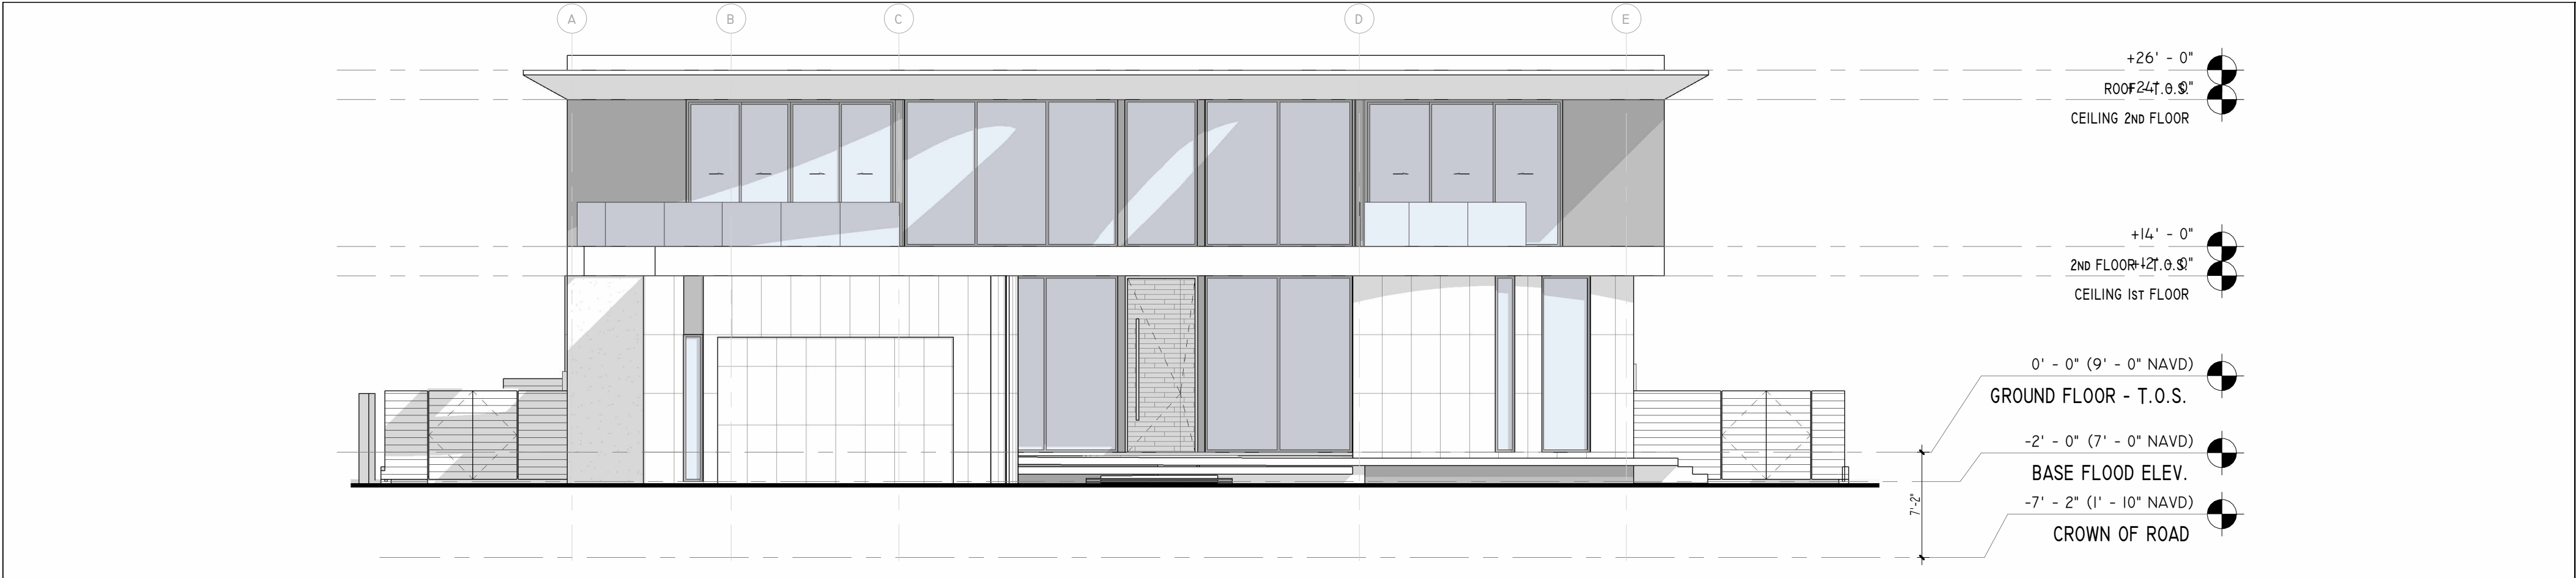 A B C D E
+26' - 0"
ROOF - T.O.S.
+24' - 0"
CEILING 2ND FLOOR
+14' - 0"
2ND FLOOR - T.O.S.
+12' - 0"
CEILING 1ST FLOOR
0' - 0" (9' - 0" NAVD)
GROUND FLOOR - T.O.S.
-2' - 0" (7' - 0" NAVD)
BASE FLOOD ELEV.
7'-2"
-7' - 2" (1' - 10" NAVD)
CROWN OF ROAD